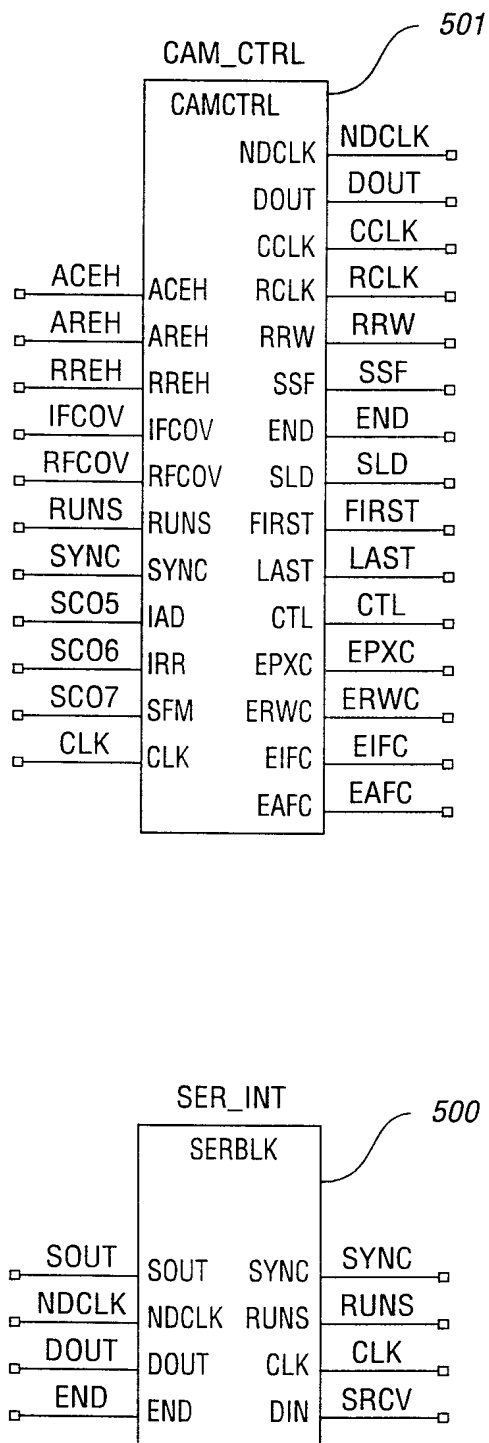 501
CAM_CTRL
CAMCTRL
NDCLK NDCLK
DOUT DOUT
CCLK CCLK
ACEH ACEH RCLK RCLK
AREH AREH RRW RRW
RREH RREH SSF SSF
IFCOV IFCOV END END
RFCOV RFCOV SLD SLD
RUNS RUNS FIRST FIRST
SYNC SYNC LAST LAST
SCO5 IAD CTL CTL
SCO6 IRR EPXC EPXC
SCO7 SFM ERWC ERWC
CLK CLK EIFC EIFC
EAFC EAFC
SER_INT
500
SERBLK
SOUT SOUT SYNC SYNC
NDCLK NDCLK RUNS RUNS
DOUT DOUT CLK CLK
END END DIN SRCV